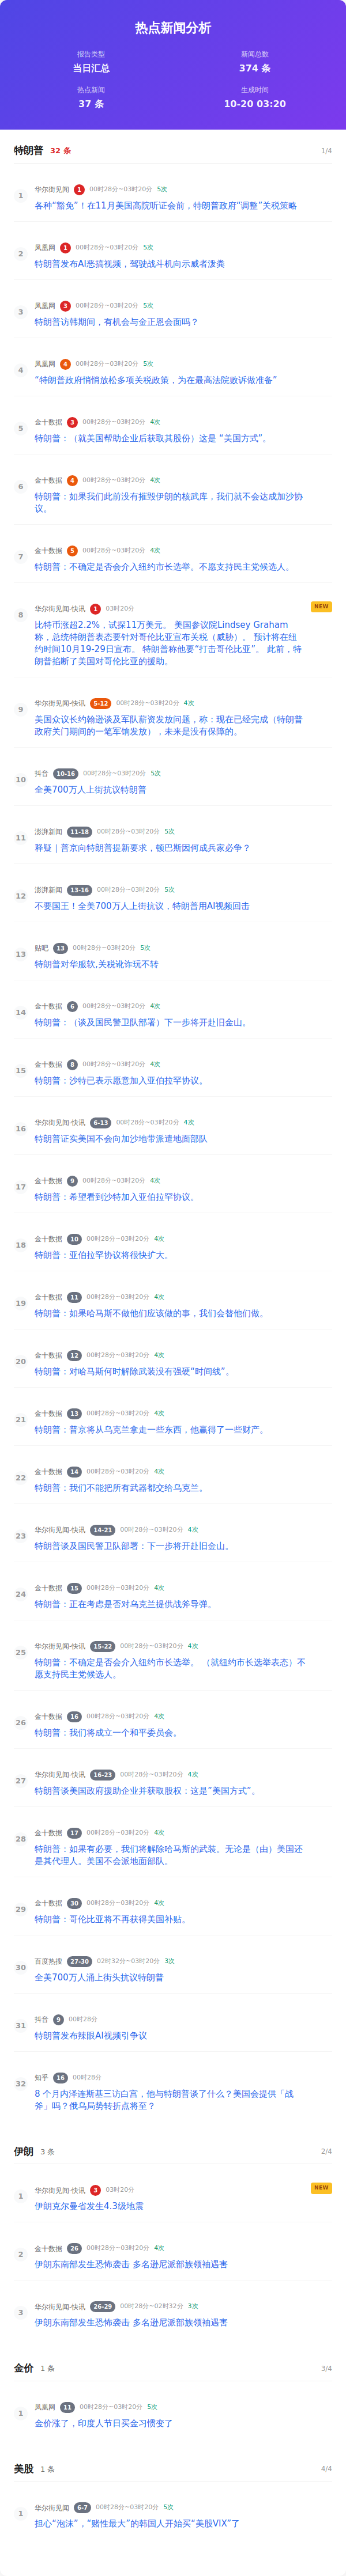 热点新闻分析
报告类型
当日汇总
新闻总数
374 条
热点新闻
37 条
生成时间
10-20 03:20
特朗普 32 条 1/4
1 华尔街见闻 1 00时28分~03时20分 5次
各种“豁免”！在11月美国高院听证会前，特朗普政府“调整”关税策略
2 凤凰网 1 00时28分~03时20分 5次
特朗普发布AI恶搞视频，驾驶战斗机向示威者泼粪
3 凤凰网 3 00时28分~03时20分 5次
特朗普访韩期间，有机会与金正恩会面吗？
4 凤凰网 4 00时28分~03时20分 5次
“特朗普政府悄悄放松多项关税政策，为在最高法院败诉做准备”
5 金十数据 3 00时28分~03时20分 4次
特朗普：（就美国帮助企业后获取其股份）这是 “美国方式”。
6 金十数据 4 00时28分~03时20分 4次
特朗普：如果我们此前没有摧毁伊朗的核武库，我们就不会达成加沙协
议。
7 金十数据 5 00时28分~03时20分 4次
特朗普：不确定是否会介入纽约市长选举。不愿支持民主党候选人。
8 华尔街见闻-快讯 1 03时20分 NEW
比特币涨超2.2%，试探11万美元。 美国参议院Lindsey Graham
称，总统特朗普表态要针对哥伦比亚宣布关税（威胁）。 预计将在纽
约时间10月19-29日宣布。 特朗普称他要“打击哥伦比亚”。 此前，特
朗普掐断了美国对哥伦比亚的援助。
9 华尔街见闻-快讯 5-12 00时28分~03时20分 4次
美国众议长约翰逊谈及军队薪资发放问题，称：现在已经完成（特朗普
政府关门期间的一笔军饷发放），未来是没有保障的。
10 抖音 10-16 00时28分~03时20分 5次
全美700万人上街抗议特朗普
11 澎湃新闻 11-18 00时28分~03时20分 5次
释疑｜普京向特朗普提新要求，顿巴斯因何成兵家必争？
12 澎湃新闻 13-16 00时28分~03时20分 5次
不要国王！全美700万人上街抗议，特朗普用AI视频回击
13 贴吧 13 00时28分~03时20分 5次
特朗普对华服软,关税讹诈玩不转
14 金十数据 6 00时28分~03时20分 4次
特朗普：（谈及国民警卫队部署）下一步将开赴旧金山。
15 金十数据 8 00时28分~03时20分 4次
特朗普：沙特已表示愿意加入亚伯拉罕协议。
16 华尔街见闻-快讯 6-13 00时28分~03时20分 4次
特朗普证实美国不会向加沙地带派遣地面部队
17 金十数据 9 00时28分~03时20分 4次
特朗普：希望看到沙特加入亚伯拉罕协议。
18 金十数据 10 00时28分~03时20分 4次
特朗普：亚伯拉罕协议将很快扩大。
19 金十数据 11 00时28分~03时20分 4次
特朗普：如果哈马斯不做他们应该做的事，我们会替他们做。
20 金十数据 12 00时28分~03时20分 4次
特朗普：对哈马斯何时解除武装没有强硬“时间线”。
21 金十数据 13 00时28分~03时20分 4次
特朗普：普京将从乌克兰拿走一些东西，他赢得了一些财产。
22 金十数据 14 00时28分~03时20分 4次
特朗普：我们不能把所有武器都交给乌克兰。
23 华尔街见闻-快讯 14-21 00时28分~03时20分 4次
特朗普谈及国民警卫队部署：下一步将开赴旧金山。
24 金十数据 15 00时28分~03时20分 4次
特朗普：正在考虑是否对乌克兰提供战斧导弹。
25 华尔街见闻-快讯 15-22 00时28分~03时20分 4次
特朗普：不确定是否会介入纽约市长选举。 （就纽约市长选举表态）不
愿支持民主党候选人。
26 金十数据 16 00时28分~03时20分 4次
特朗普：我们将成立一个和平委员会。
27 华尔街见闻-快讯 16-23 00时28分~03时20分 4次
特朗普谈美国政府援助企业并获取股权：这是“美国方式”。
28 金十数据 17 00时28分~03时20分 4次
特朗普：如果有必要，我们将解除哈马斯的武装。无论是（由）美国还
是其代理人。美国不会派地面部队。
29 金十数据 30 00时28分~03时20分 4次
特朗普：哥伦比亚将不再获得美国补贴。
30 百度热搜 27-30 02时32分~03时20分 3次
全美700万人涌上街头抗议特朗普
31 抖音 9 00时28分
特朗普发布辣眼AI视频引争议
32 知乎 16 00时28分
8 个月内泽连斯基三访白宫，他与特朗普谈了什么？美国会提供「战
斧」吗？俄乌局势转折点将至？
伊朗 3 条 2/4
1 华尔街见闻-快讯 3 03时20分 NEW
伊朗克尔曼省发生4.3级地震
2 金十数据 26 00时28分~03时20分 4次
伊朗东南部发生恐怖袭击 多名逊尼派部族领袖遇害
3 华尔街见闻-快讯 26-29 00时28分~02时32分 3次
伊朗东南部发生恐怖袭击 多名逊尼派部族领袖遇害
金价 1 条 3/4
1 凤凰网 11 00时28分~03时20分 5次
金价涨了，印度人节日买金习惯变了
美股 1 条 4/4
1 华尔街见闻 6-7 00时28分~03时20分 5次
担心“泡沫”，“赌性最大”的韩国人开始买“美股VIX”了